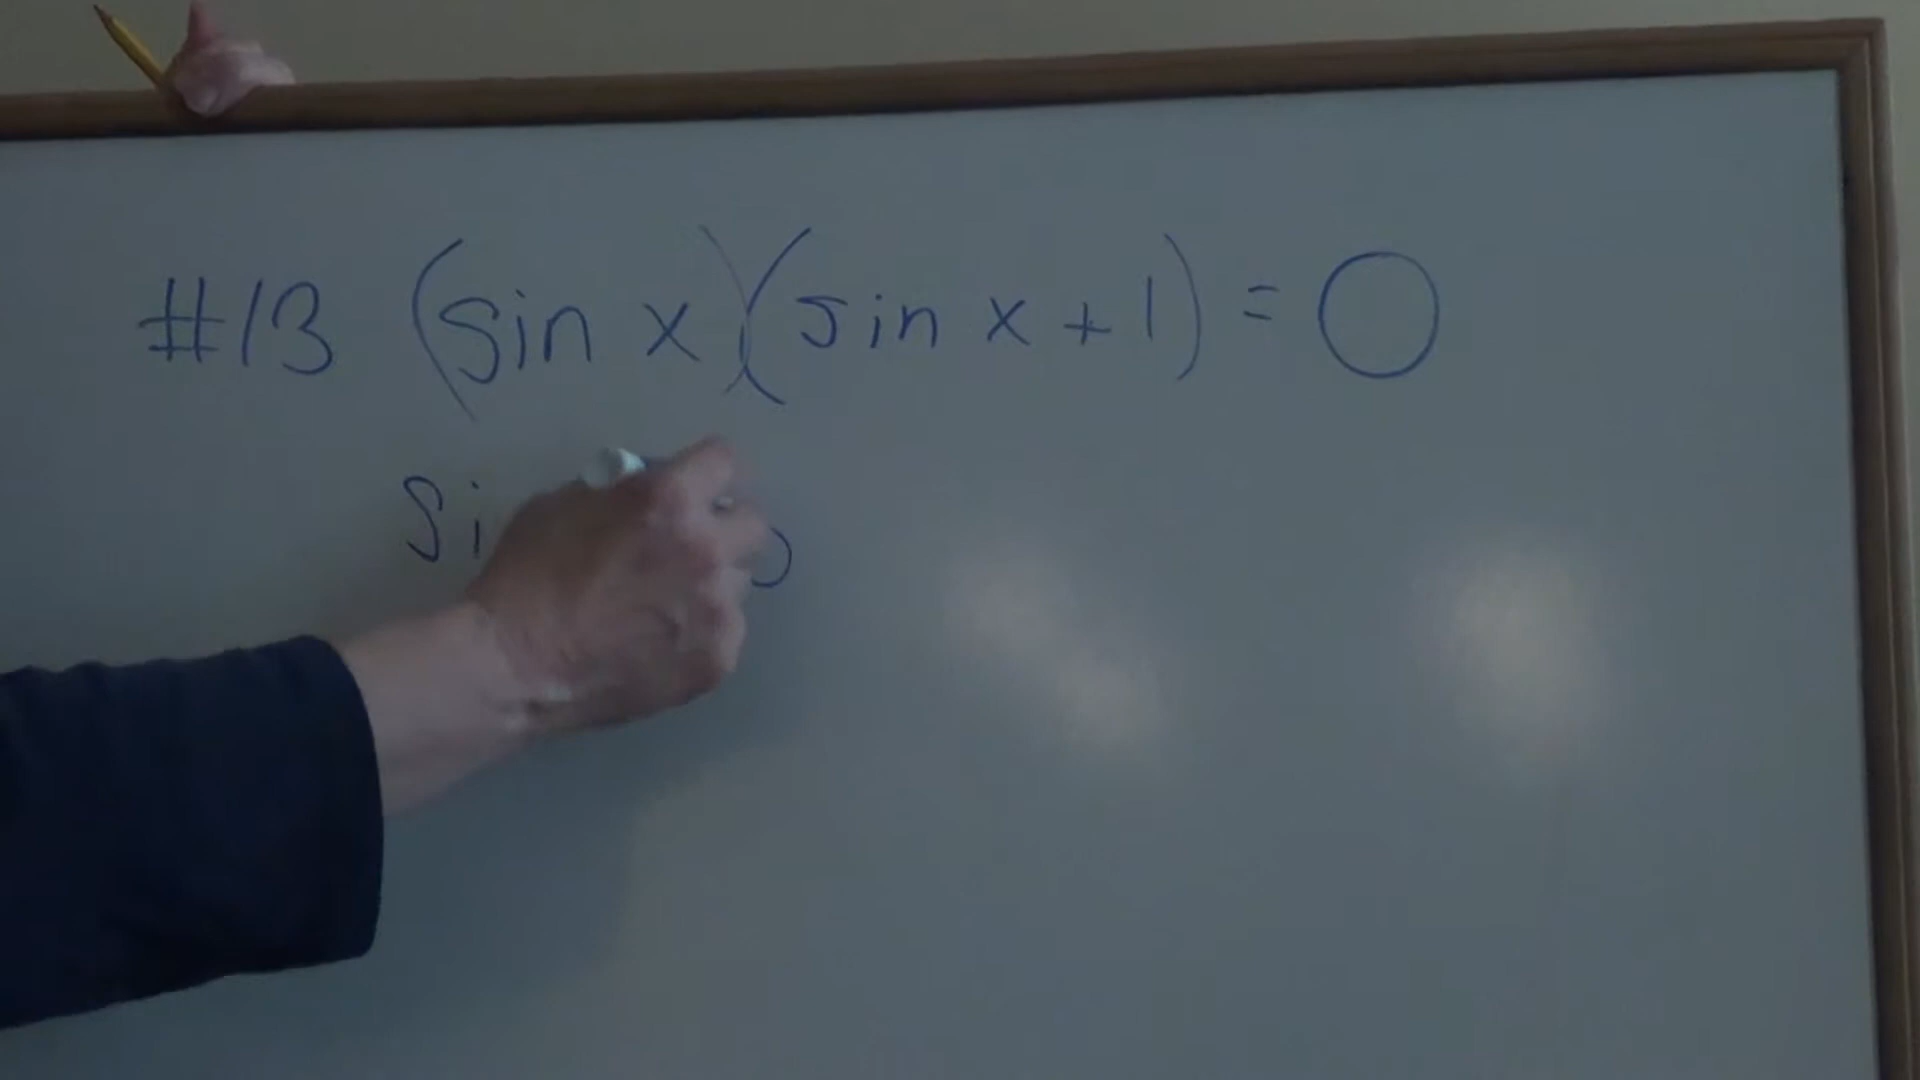 #13 (sin x)(sin x + 1) = 0
Si